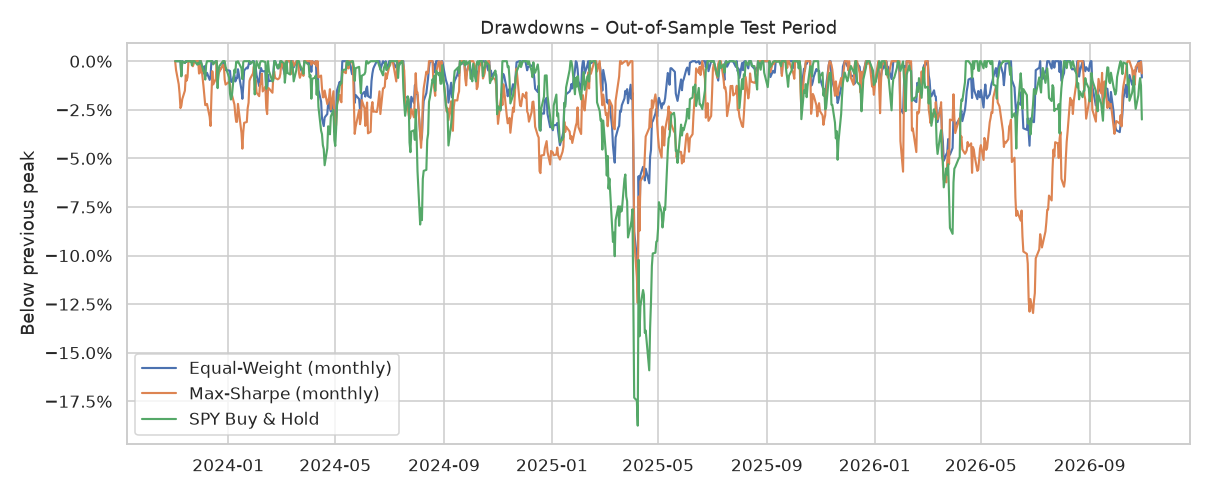 Drawdowns – Out-of-Sample Test Period
Below previous peak
0.0%
−2.5%
−5.0%
−7.5%
−10.0%
−12.5%
−15.0%
−17.5%
Equal-Weight (monthly)
Max-Sharpe (monthly)
SPY Buy & Hold
2024-01 2024-05 2024-09 2025-01 2025-05 2025-09 2026-01 2026-05 2026-09